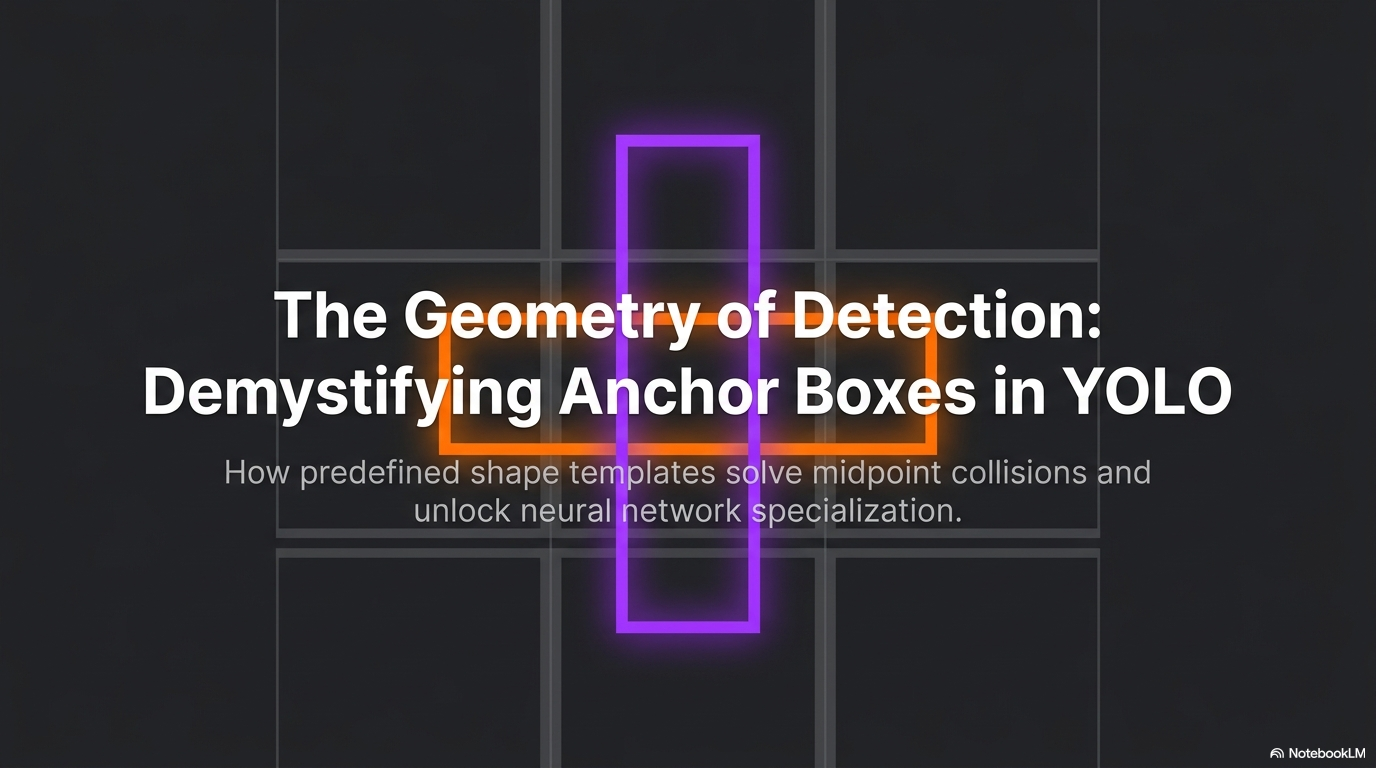 The Geometry of Detection:
Demystifying Anchor Boxes in YOLO
How predefined shape templates solve midpoint collisions and
unlock neural network specialization.
NotebookLM